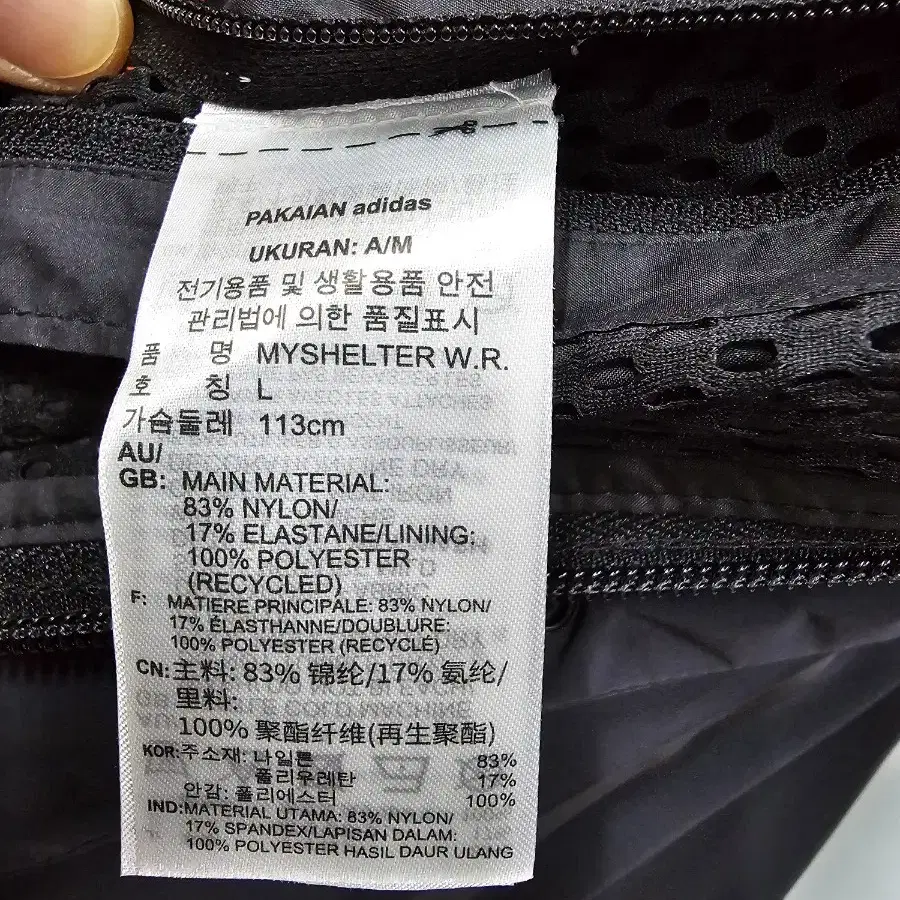 PAKAIAN adidas
UKURAN: A/M
전기용품 및 생활용품 안전
관리법에 의한 품질표시
품 명 MYSHELTER W.R.
호 칭 L
가슴둘레 113cm
AU/
GB: MAIN MATERIAL:
83% NYLON/
17% ELASTANE/LINING:
100% POLYESTER
(RECYCLED)
F: MATIERE PRINCIPALE: 83% NYLON/
17% ÉLASTHANNE/DOUBLURE:
100% POLYESTER (RECYCLÉ)
CN:主料: 83% 锦纶/17% 氨纶/
里料:
100% 聚酯纤维(再生聚酯)
KOR:주소재: 나일론 83%
폴리우레탄 17%
안감: 폴리에스터 100%
IND:MATERIAL UTAMA: 83% NYLON/
17% SPANDEX/LAPISAN DALAM:
100% POLYESTER HASIL DAUR ULANG